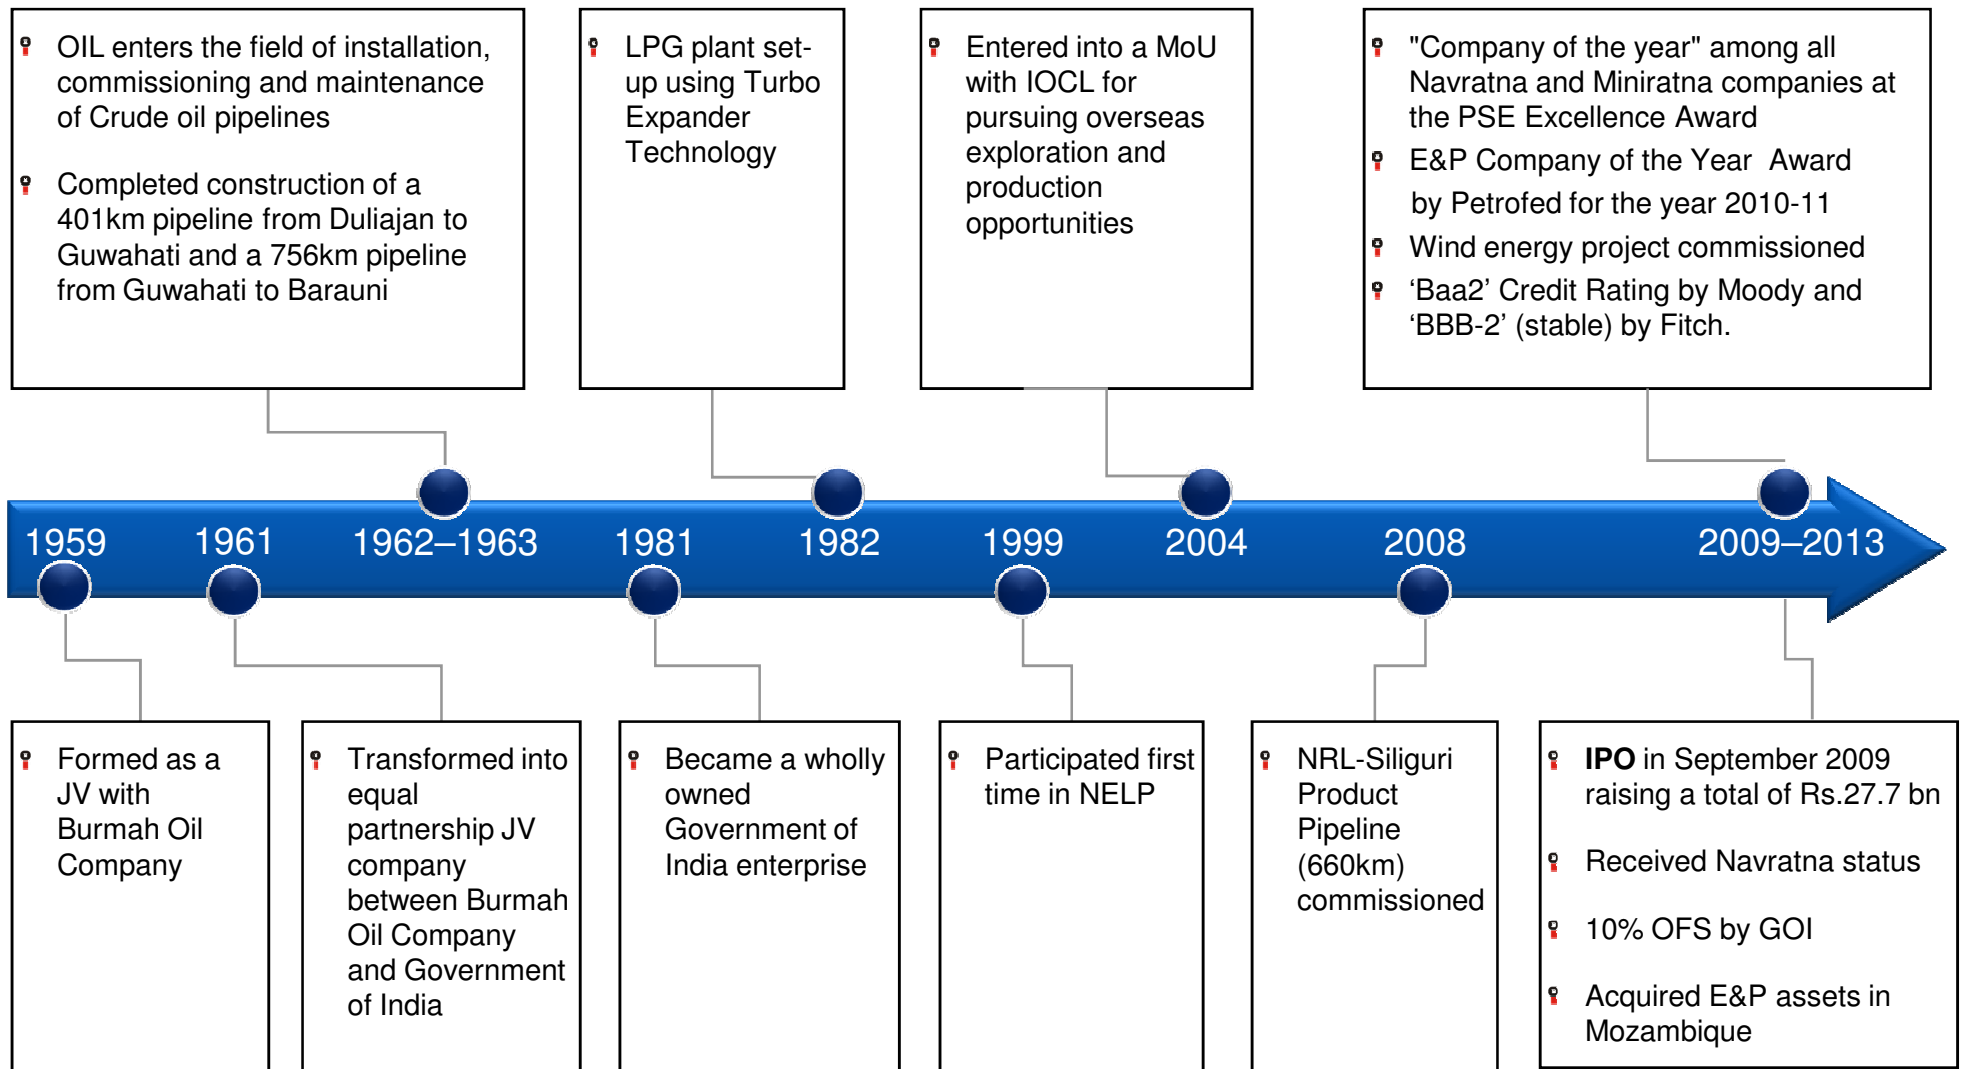 OIL enters the field of installation,
commissioning and maintenance
of Crude oil pipelines
Completed construction of a
401km pipeline from Duliajan to
Guwahati and a 756km pipeline
from Guwahati to Barauni
LPG plant set-
up using Turbo
Expander
Technology
Entered into a MoU
with IOCL for
pursuing overseas
exploration and
production
opportunities
"Company of the year" among all
Navratna and Miniratna companies at
the PSE Excellence Award
E&P Company of the Year Award
by Petrofed for the year 2010-11
Wind energy project commissioned
‘Baa2’ Credit Rating by Moody and
‘BBB-2’ (stable) by Fitch.
1959
1961
1962–1963
1981
1982
1999
2004
2008
2009–2013
Formed as a
JV with
Burmah Oil
Company
Transformed into
equal
partnership JV
company
between Burmah
Oil Company
and Government
of India
Became a wholly
owned
Government of
India enterprise
Participated first
time in NELP
NRL-Siliguri
Product
Pipeline
(660km)
commissioned
IPO in September 2009
raising a total of Rs.27.7 bn
Received Navratna status
10% OFS by GOI
Acquired E&P assets in
Mozambique